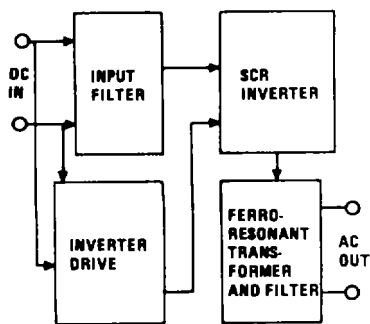 DC
IN
INPUT
FILTER
SCR
INVERTER
INVERTER
DRIVE
FERRO-
RESONANT
TRANS-
FORMER
AND FILTER
AC
OUT